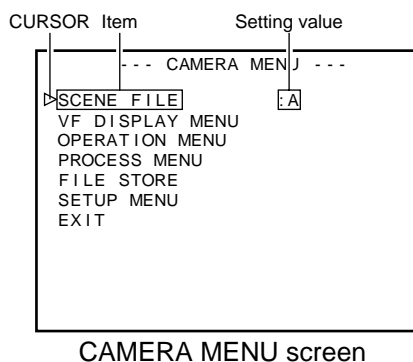 CURSOR Item Setting value
--- CAMERA MENU ---
SCENE FILE :A
VF DISPLAY MENU
OPERATION MENU
PROCESS MENU
FILE STORE
SETUP MENU
EXIT
CAMERA MENU screen